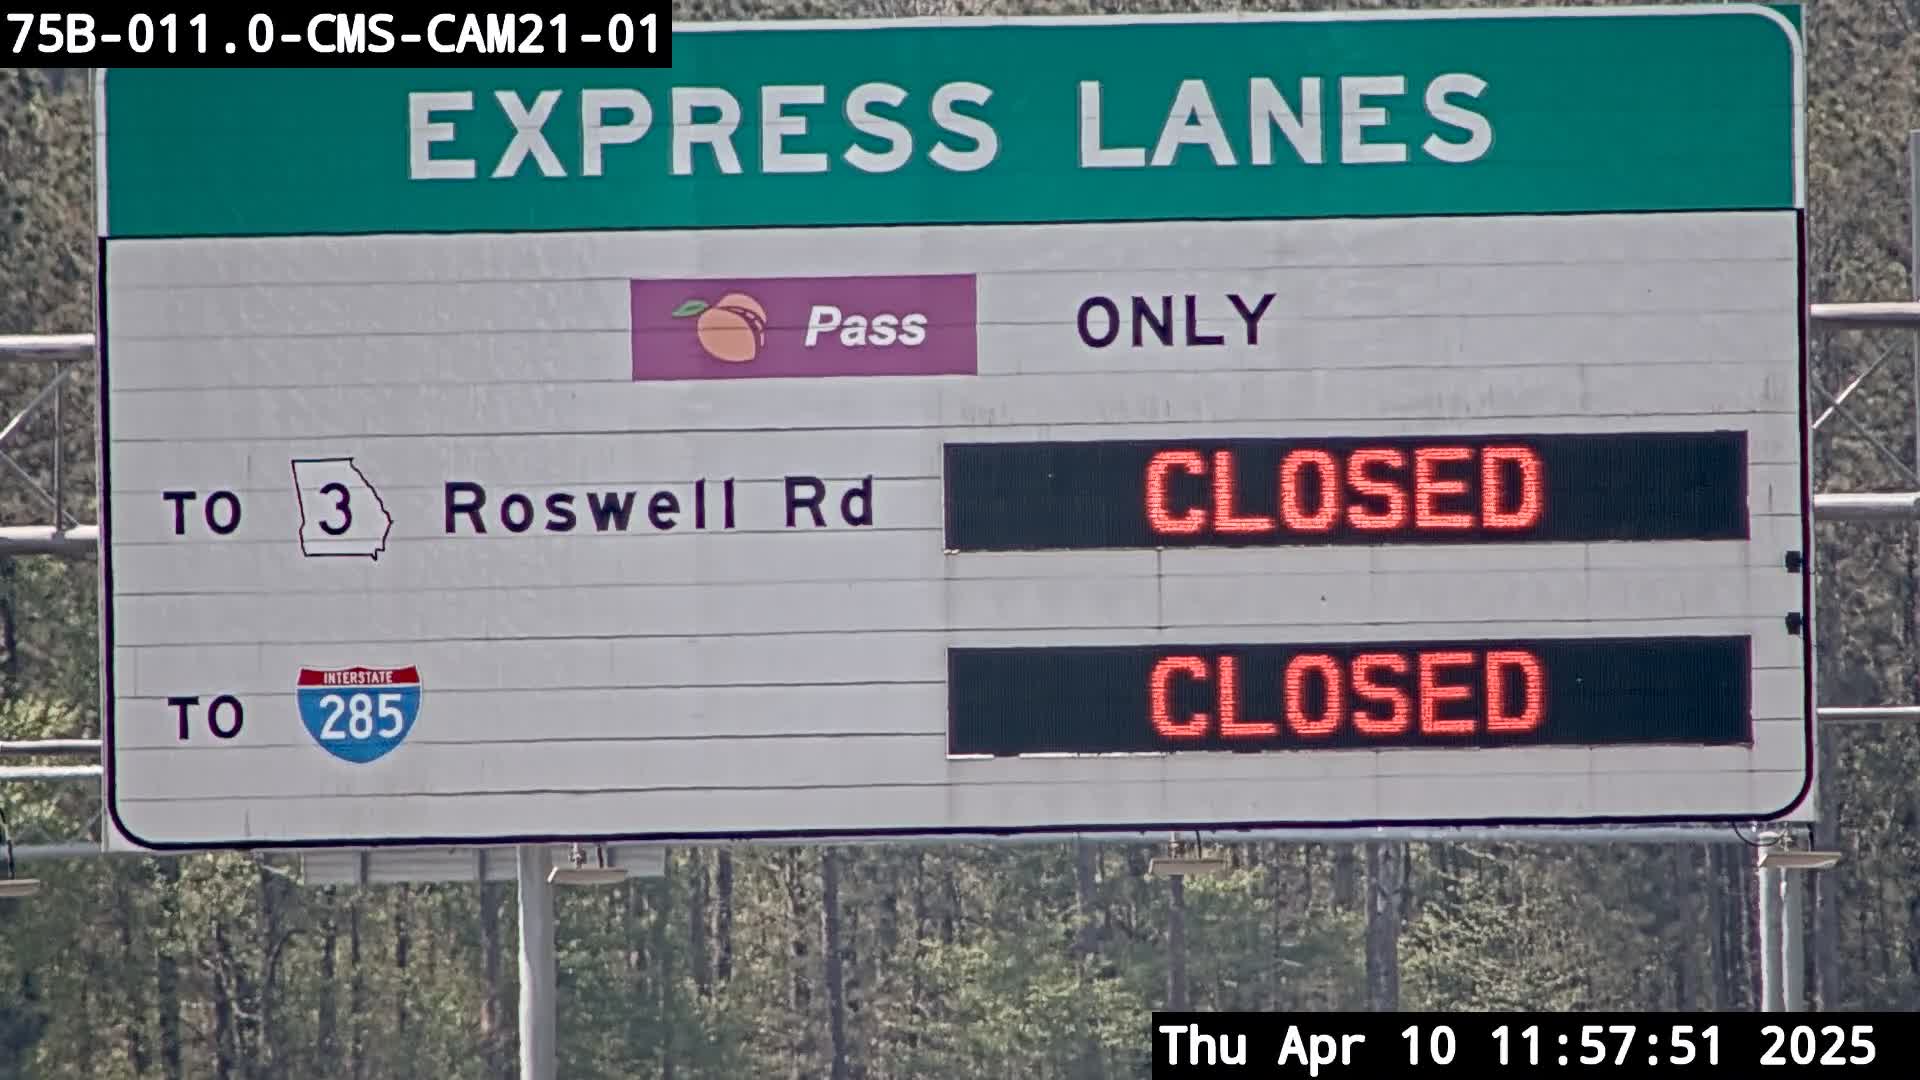 75B-011.0-CMS-CAM21-01
EXPRESS LANES
Pass ONLY
TO 3 Roswell Rd CLOSED
TO INTERSTATE 285 CLOSED
Thu Apr 10 11:57:51 2025